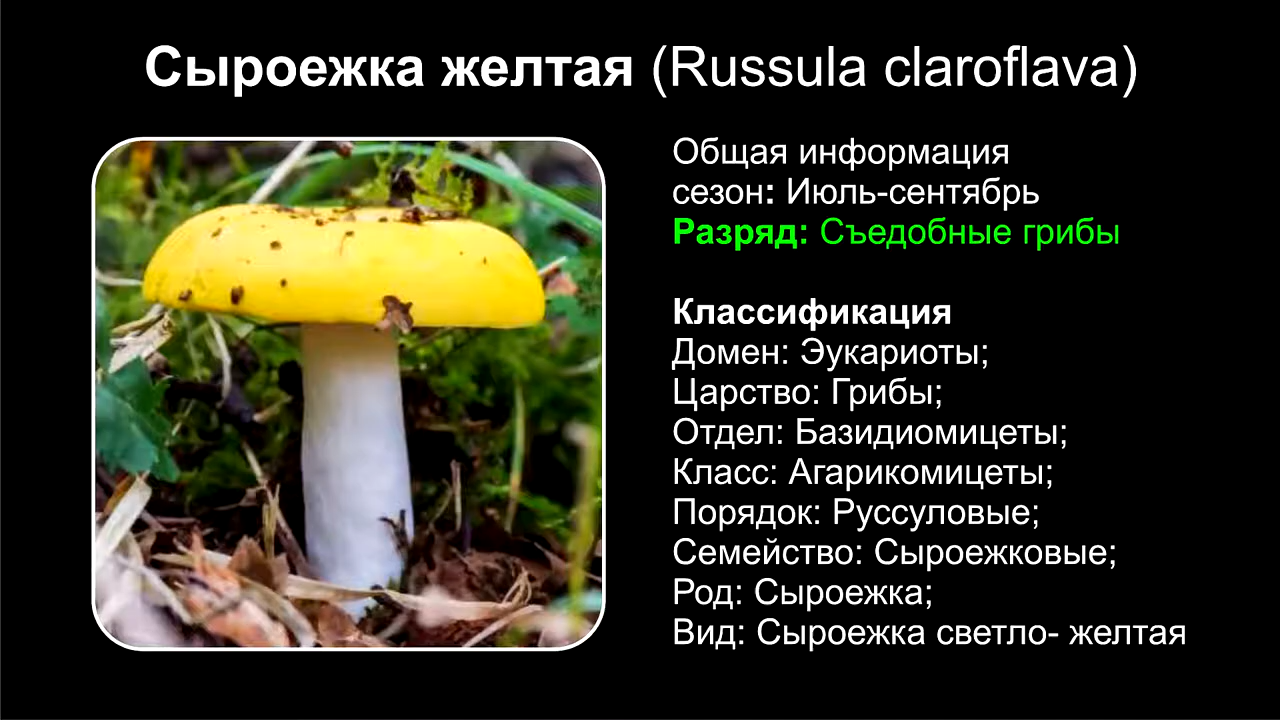 Сыроежка желтая (Russula claroflava)
Общая информация
сезон: Июль-сентябрь
Разряд: Съедобные грибы
Классификация
Домен: Эукариоты;
Царство: Грибы;
Отдел: Базидиомицеты;
Класс: Агарикомицеты;
Порядок: Руссуловые;
Семейство: Сыроежковые;
Род: Сыроежка;
Вид: Сыроежка светло- желтая